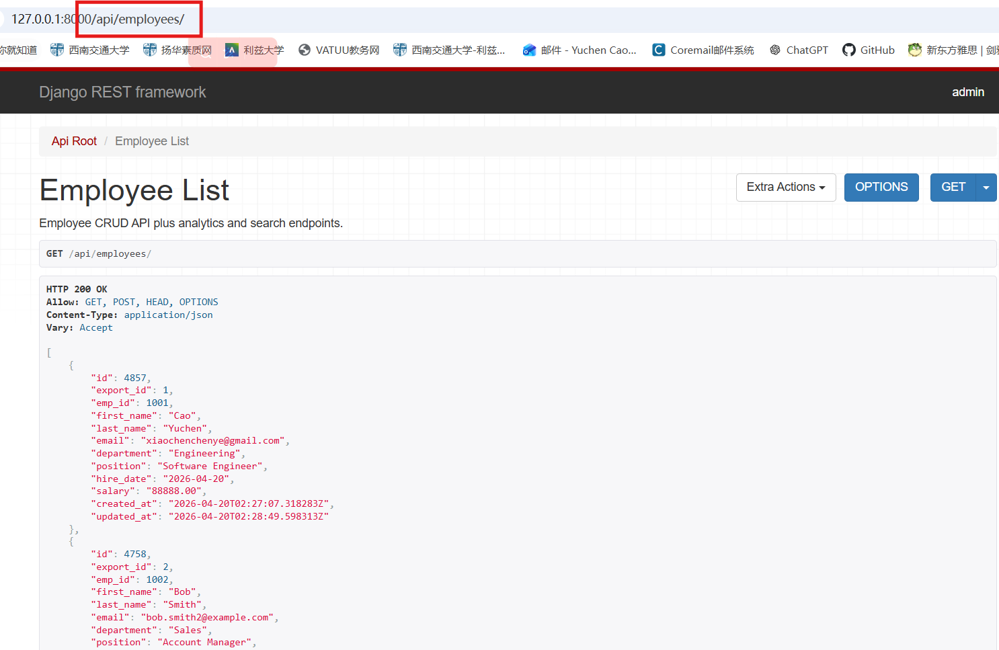 127.0.0.1:8000/api/employees/
你就知道 西南交通大学 扬华素质网 利兹大学 VATUU教务网 西南交通大学-利兹... 邮件 - Yuchen Cao... Coremail邮件系统 ChatGPT GitHub 新东方雅思 | 剑雅
Django REST framework admin
Api Root / Employee List
Employee List Extra Actions OPTIONS GET
Employee CRUD API plus analytics and search endpoints.
GET /api/employees/
HTTP 200 OK
Allow: GET, POST, HEAD, OPTIONS
Content-Type: application/json
Vary: Accept
[
{
"id": 4857,
"export_id": 1,
"emp_id": 1001,
"first_name": "Cao",
"last_name": "Yuchen",
"email": "xiaochenchenye@gmail.com",
"department": "Engineering",
"position": "Software Engineer",
"hire_date": "2026-04-20",
"salary": "88888.00",
"created_at": "2026-04-20T02:27:07.318283Z",
"updated_at": "2026-04-20T02:28:49.598313Z"
},
{
"id": 4758,
"export_id": 2,
"emp_id": 1002,
"first_name": "Bob",
"last_name": "Smith",
"email": "bob.smith2@example.com",
"department": "Sales",
"position": "Account Manager",